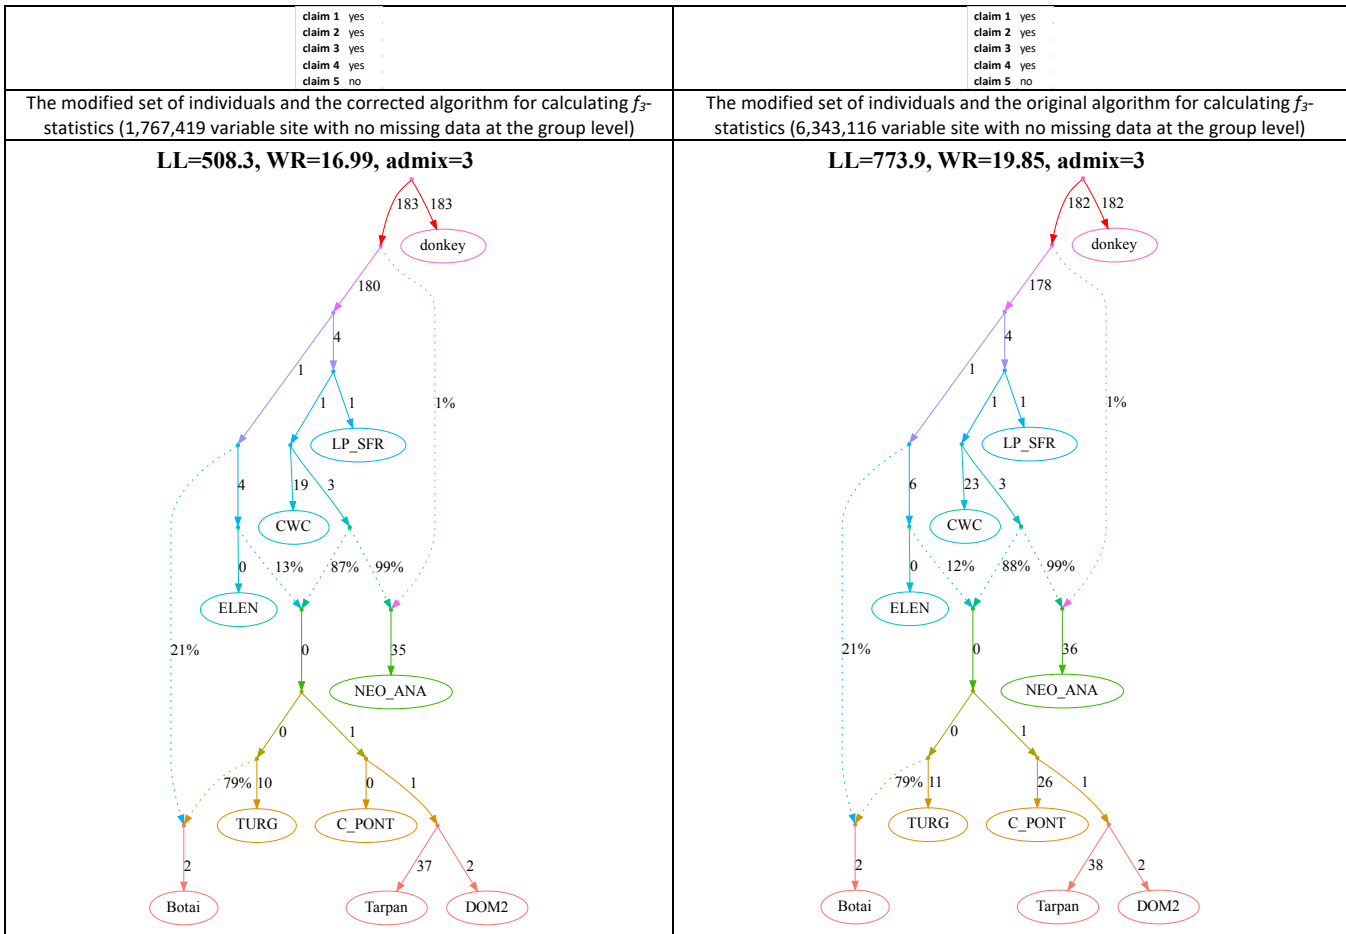 claim 1 yes
claim 2 yes
claim 3 yes
claim 4 yes
claim 5 no
claim 1 yes
claim 2 yes
claim 3 yes
claim 4 yes
claim 5 no
The modified set of individuals and the corrected algorithm for calculating f3-
statistics (1,767,419 variable site with no missing data at the group level)
The modified set of individuals and the original algorithm for calculating f3-
statistics (6,343,116 variable site with no missing data at the group level)
LL=508.3, WR=16.99, admix=3
183 183
donkey
180
4
1
1 1 1%
LP_SFR
4 19 3
CWC
0 13% 87% 99%
ELEN
21% 0 35
NEO_ANA
0 1
79% 10 0 1
TURG C_PONT
2 37 2
Botai Tarpan DOM2
LL=773.9, WR=19.85, admix=3
182 182
donkey
178
4
1
1 1 1%
LP_SFR
6 23 3
CWC
0 12% 88% 99%
ELEN
21% 0 36
NEO_ANA
0 1
79% 11 26 1
TURG C_PONT
2 38 2
Botai Tarpan DOM2